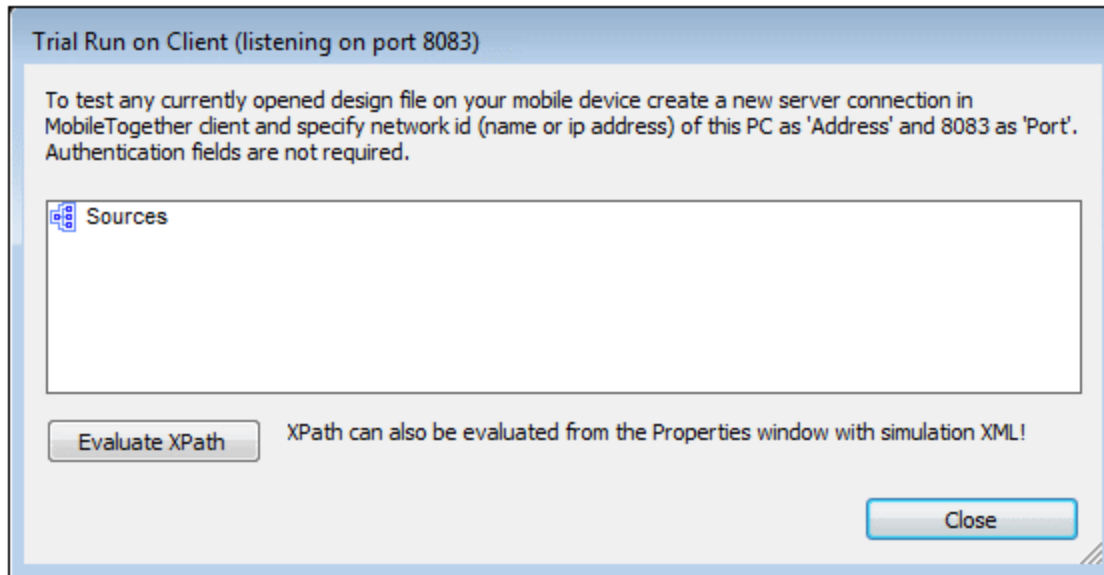 Trial Run on Client (listening on port 8083)
To test any currently opened design file on your mobile device create a new server connection in
MobileTogether client and specify network id (name or ip address) of this PC as 'Address' and 8083 as 'Port'.
Authentication fields are not required.
Sources
Evaluate XPath
XPath can also be evaluated from the Properties window with simulation XML!
Close